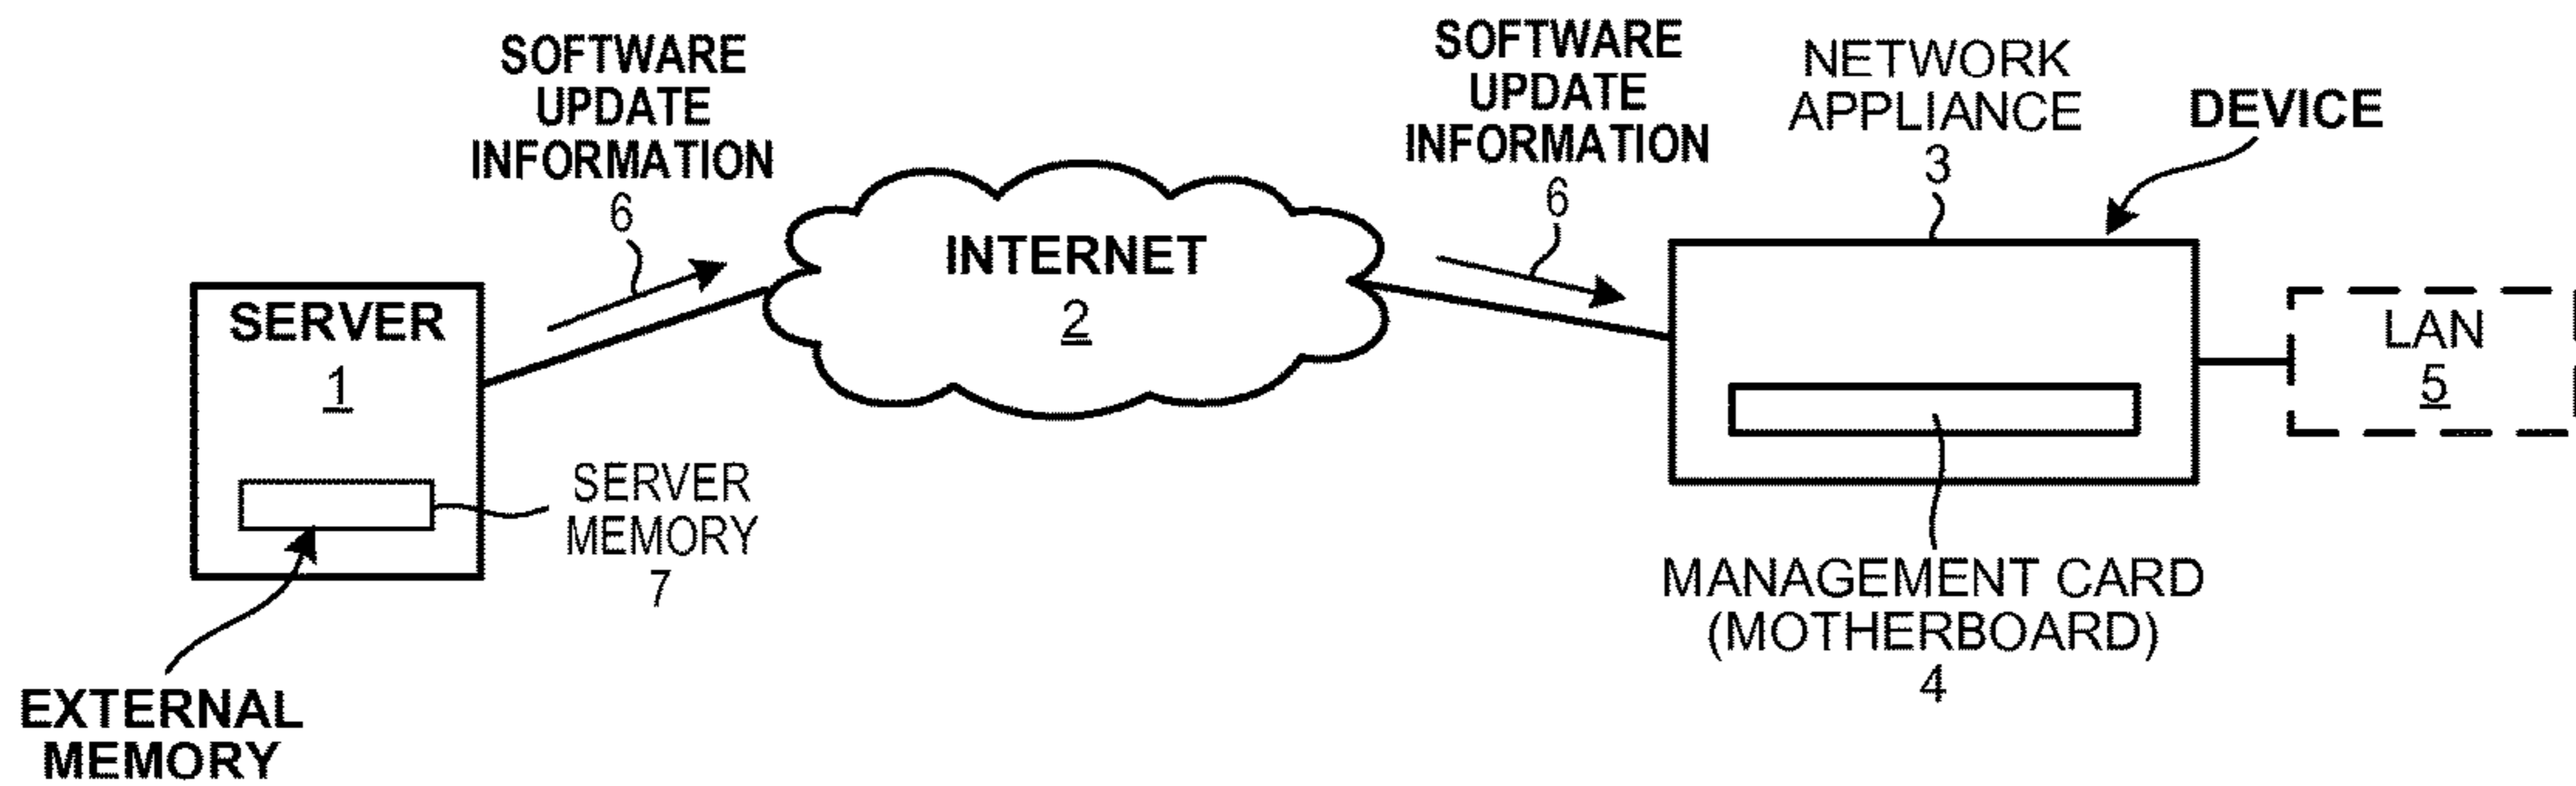 SOFTWARE
UPDATE
INFORMATION
6
SOFTWARE
UPDATE
INFORMATION
6
NETWORK
APPLIANCE
3
DEVICE
INTERNET
2
SERVER
1
LAN
5
SERVER
MEMORY
7
MANAGEMENT CARD
(MOTHERBOARD)
4
EXTERNAL
MEMORY